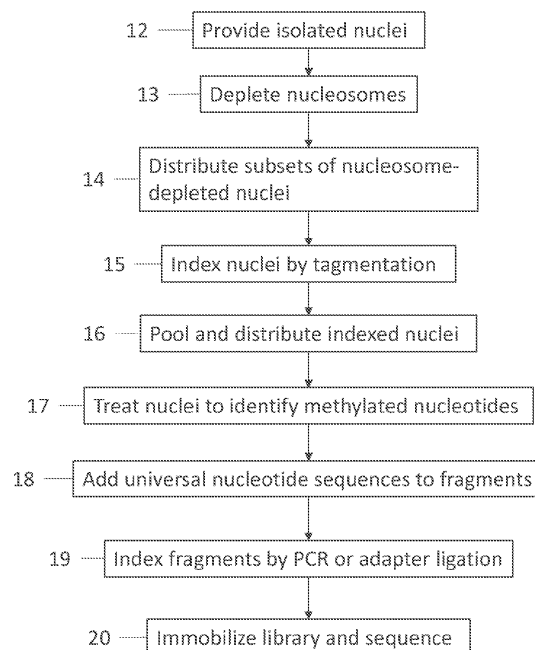 12 Provide isolated nuclei
13 Deplete nucleosomes
14 Distribute subsets of nucleosome-
depleted nuclei
15 Index nuclei by tagmentation
16 Pool and distribute indexed nuclei
17 Treat nuclei to identify methylated nucleotides
18 Add universal nucleotide sequences to fragments
19 Index fragments by PCR or adapter ligation
20 Immobilize library and sequence